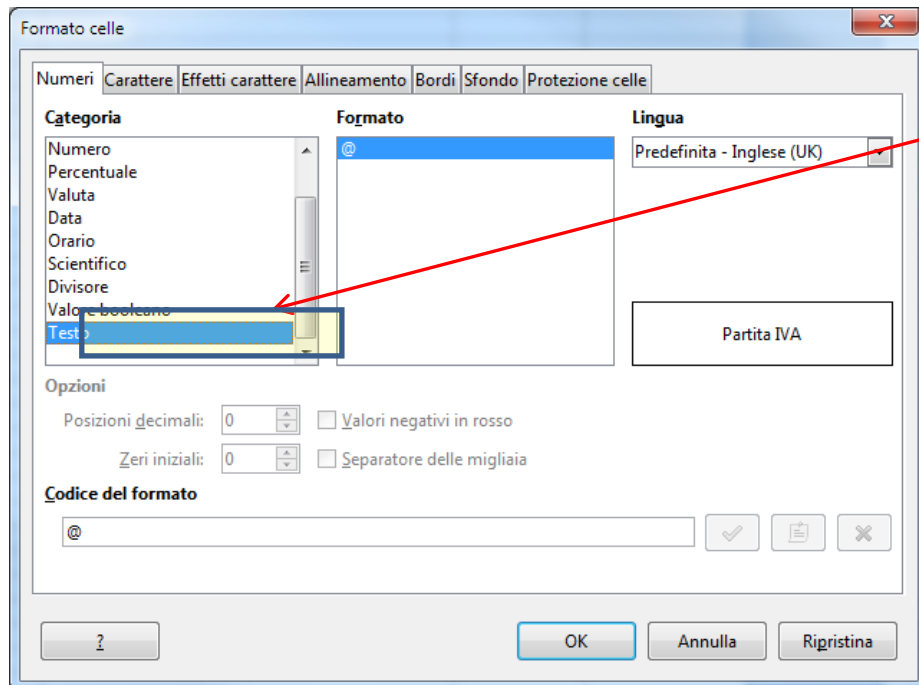 Formato celle
Numeri Carattere Effetti carattere Allineamento Bordi Sfondo Protezione celle
Categoria Formato Lingua
Numero @ Predefinita - Inglese (UK)
Percentuale
Valuta
Data
Orario
Scientifico
Divisore
Valore booleano
Testo Partita IVA
Opzioni
Posizioni decimali: 0 Valori negativi in rosso
Zeri iniziali: 0 Separatore delle migliaia
Codice del formato
@
? OK Annulla Ripristina